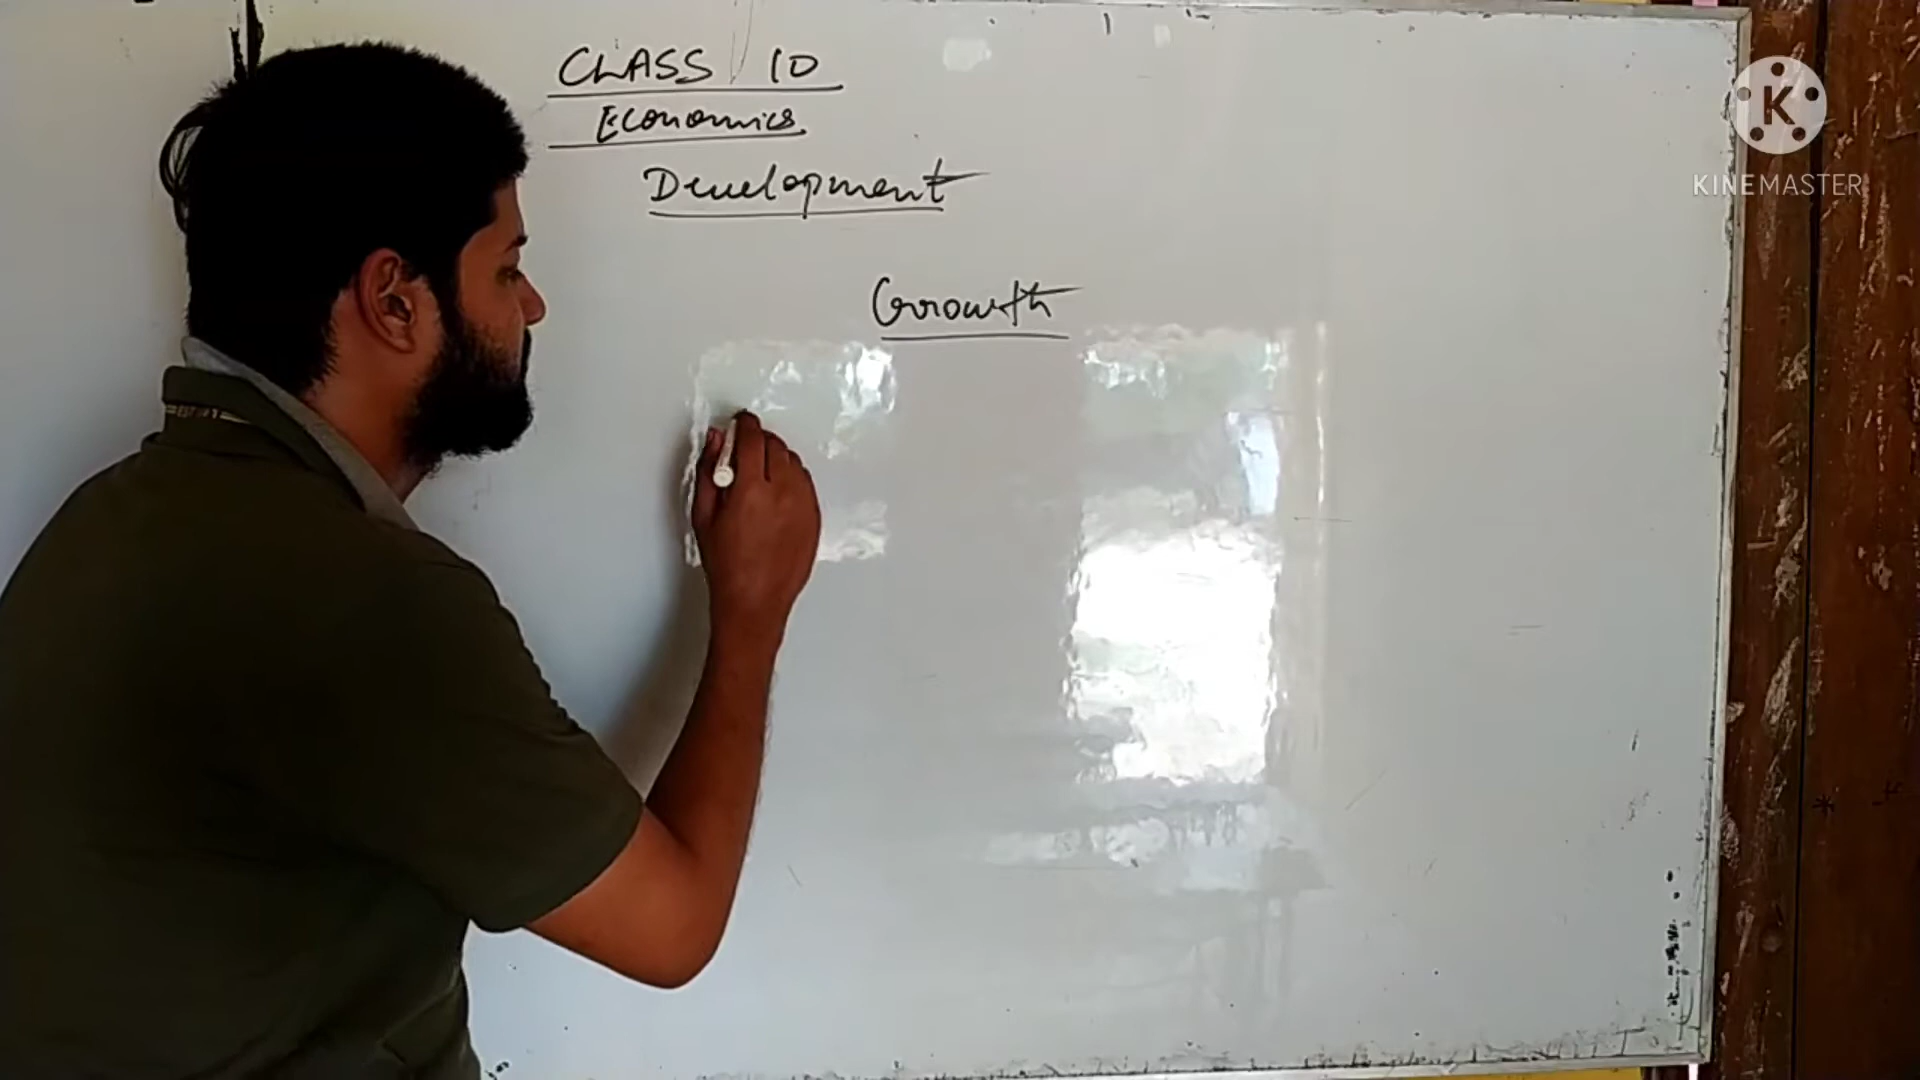 CLASS 10
Economics
Development
Growth
K
KINEMASTER